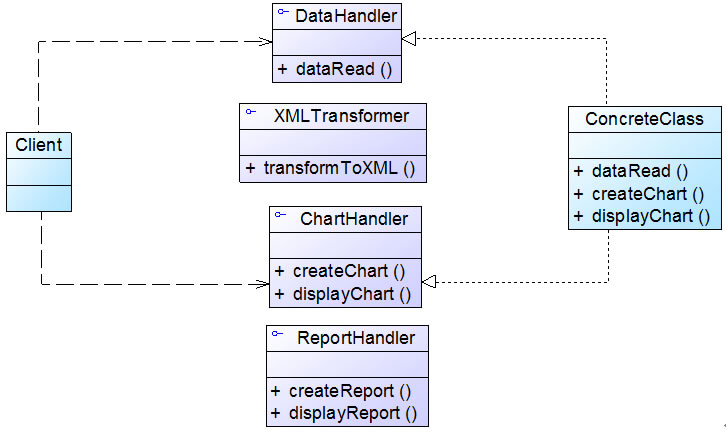 DataHandler
+ dataRead ()
XMLTransformer
+ transformToXML ()
Client
ConcreteClass
+ dataRead ()
+ createChart ()
+ displayChart ()
ChartHandler
+ createChart ()
+ displayChart ()
ReportHandler
+ createReport ()
+ displayReport ()